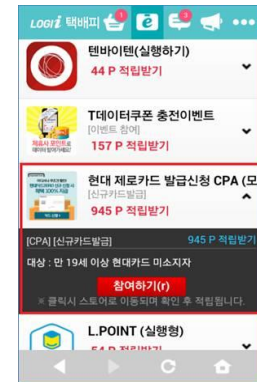 LOGii 택배피
텐바이텐(실행하기)
44 P 적립받기
T데이터쿠폰 충전이벤트
[이벤트 참여]
157 P 적립받기
현대 제로카드 발급신청 CPA (모
[신규카드발급]
945 P 적립받기
[CPA] [신규카드발급]
945 P 적립받기
대상 : 만 19세 이상 현대카드 미소지자
참여하기(r)
※ 클릭시 스토어로 이동되며 확인 후 적립됩니다.
L.POINT (실행형)
54 P 적립받기